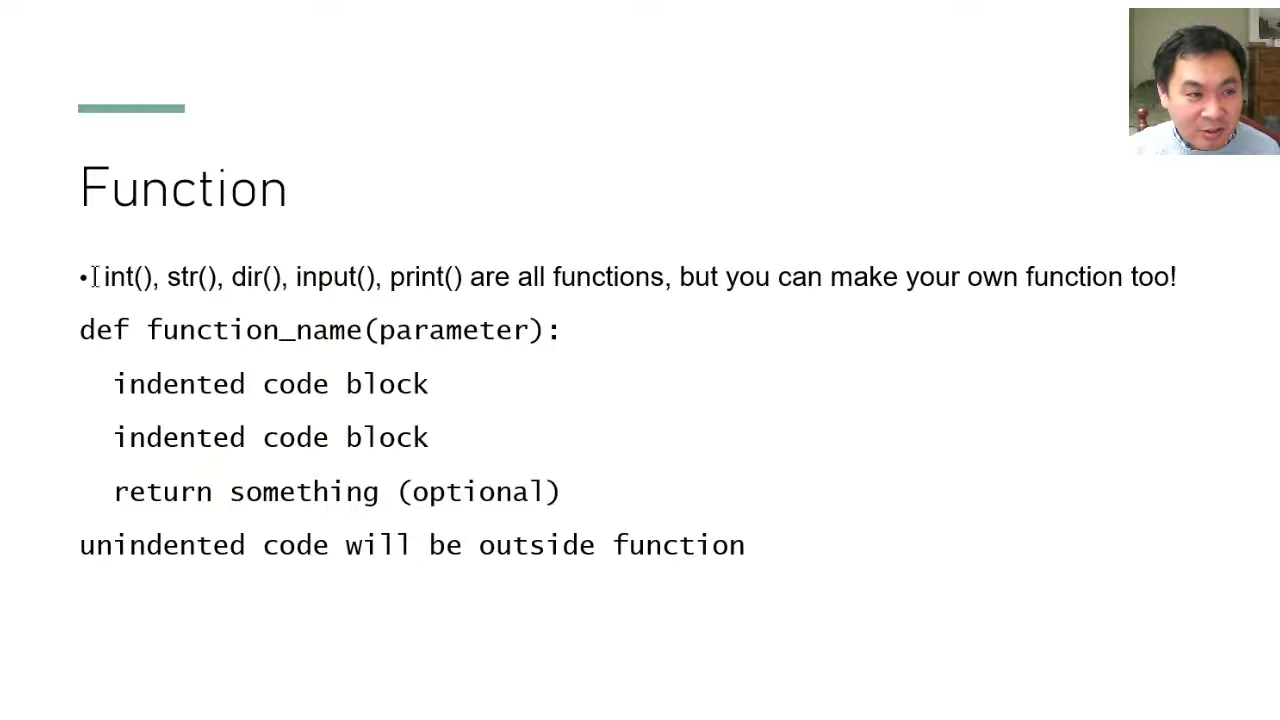 Function
• int(), str(), dir(), input(), print() are all functions, but you can make your own function too!
def function_name(parameter):
  indented code block
  indented code block
  return something (optional)
unindented code will be outside function